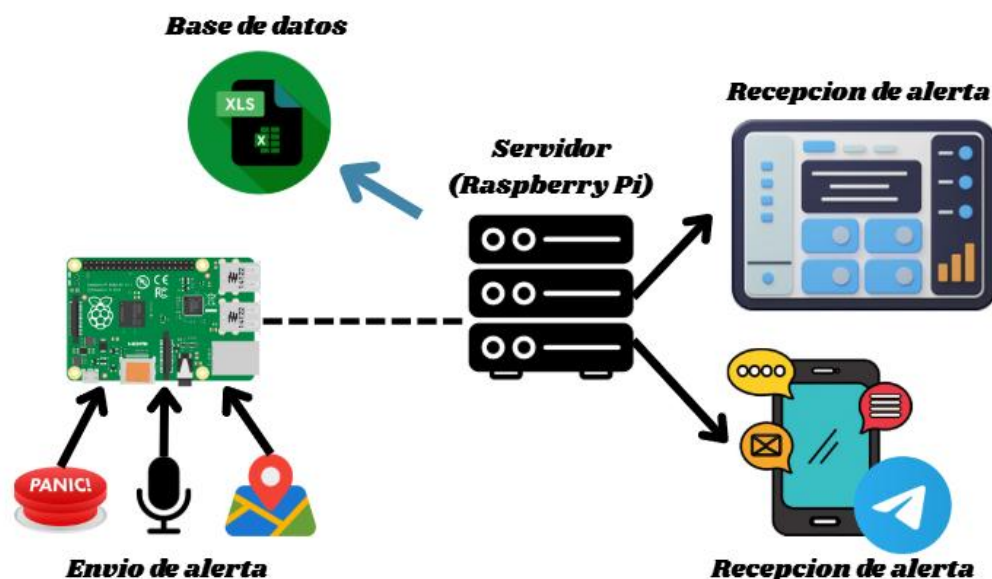 Base de datos
XLS
X
Recepcion de alerta
Servidor
(Raspberry Pi)
PANIC!
Envio de alerta
Recepcion de alerta